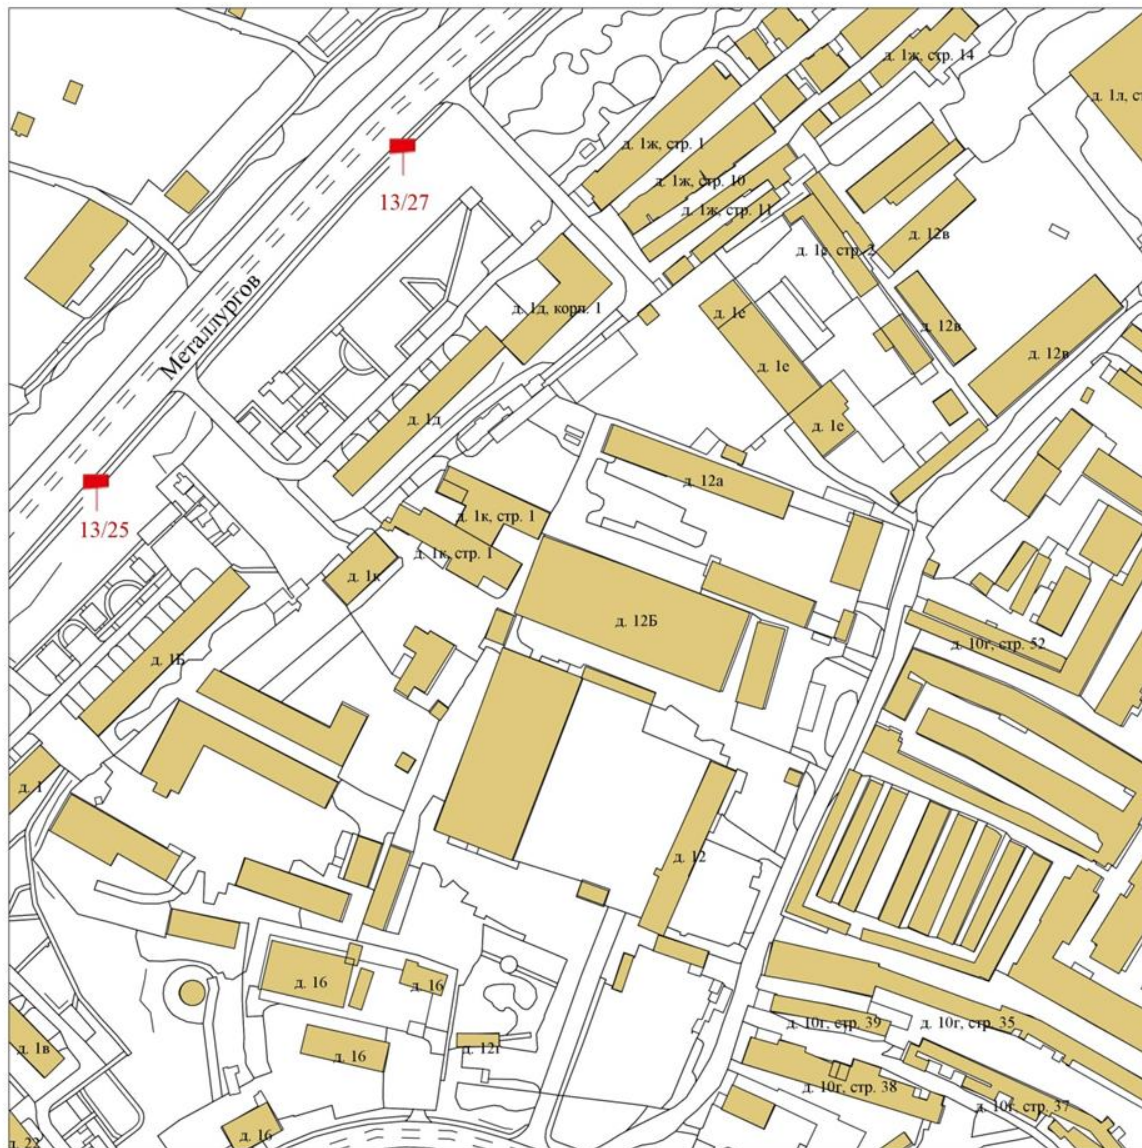 д. 1ж, стр. 14
д. 1л, ст
д. 1ж, стр. 1
д. 1ж, стр. 10
13/27
д. 1ж, стр. 11
д. 12в
д. 1е, стр. 2
Металлургов
д. 1д, корп. 1
д. 1е
д. 12в
д. 12в
д. 1е
д. 1д
д. 1е
д. 12а
13/25
д. 1к, стр. 1
д. 1к, стр. 1
д. 1к
д. 12Б
д. 10г, стр. 52
д. 1Б
д. 1
д. 12
д. 16
д. 16
д. 10г, стр. 39
д. 10г, стр. 35
д. 1в
д. 16
д. 12г
д. 10г, стр. 38
д. 10г, стр. 37
д. 16
д. 22